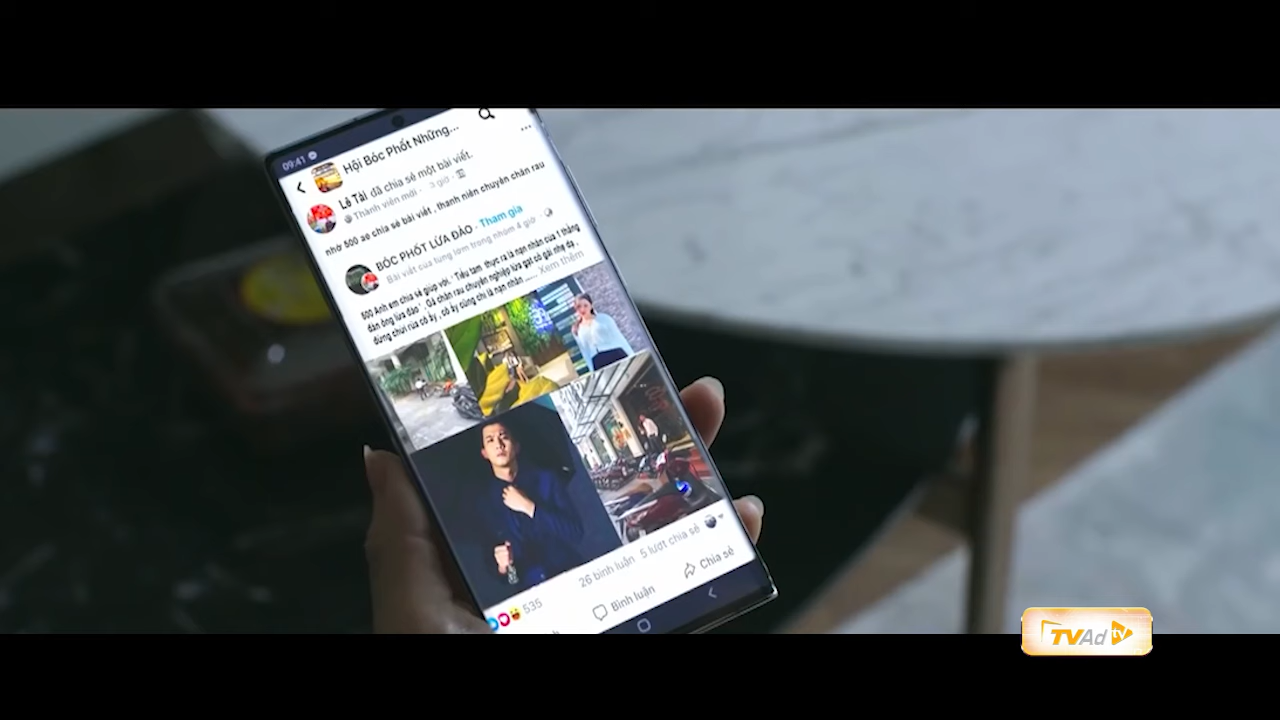 09:41
Hội Bóc Phốt Những...
Lê Tài đã chia sẻ một bài viết.
Thành viên mới · 3 giờ ·
nhờ 500 ae chia sẻ bài viết , thanh niên chuyên chăn rau
BÓC PHỐT LỪA ĐẢO · Tham gia
Bài viết của tùng lơm trong nhóm 4 giờ ·
500 Anh em chia sẻ giúp với, " Tiểu tam thực ra là nạn nhân của 1 thằng
đàn ông lừa đảo" , Gã chăn rau chuyên nghiệp lừa gạt cô gái nhẹ dạ ,
đừng chửi rủa cô ấy , cô ấy cũng chỉ là nạn nhân ...... Xem thêm
535
26 bình luận 5 lượt chia sẻ
Bình luận
Chia sẻ
TVAd tv